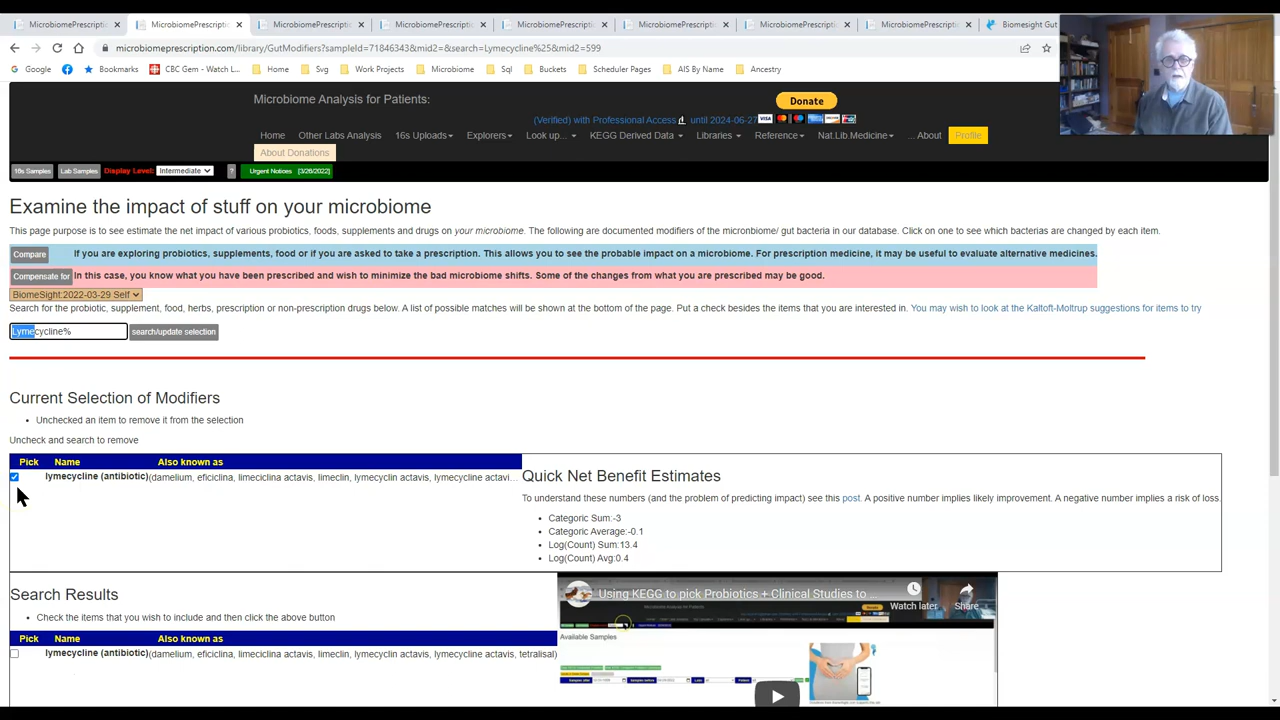 MicrobiomePrescripti
MicrobiomePrescripti
MicrobiomePrescripti
MicrobiomePrescripti
MicrobiomePrescripti
MicrobiomePrescripti
MicrobiomePrescripti
MicrobiomePrescripti
Biomesight Gut
microbiomeprescription.com/library/GutModifiers?sampleId=71846343&mid2=&search=Lymecycline%25&mid2=599
Google Bookmarks CBC Gem - Watch L... Home Svg Work Projects Microbiome Sql Buckets Scheduler Pages AIS By Name Ancestry
Microbiome Analysis for Patients:
Donate
(Verified) with Professional Access until 2024-06-27 VISA
Home Other Labs Analysis 16s Uploads Explorers Look up... KEGG Derived Data Libraries Reference Nat.Lib.Medicine ... About Profile
About Donations
16s Samples Lab Samples Display Level: Intermediate ? Urgent Notices [3/26/2022]
Examine the impact of stuff on your microbiome
This page purpose is to see estimate the net impact of various probiotics, foods, supplements and drugs on your microbiome. The following are documented modifiers of the micronbiome/ gut bacteria in our database. Click on one to see which bacterias are changed by each item.
Compare If you are exploring probiotics, supplements, food or if you are asked to take a prescription. This allows you to see the probable impact on a microbiome. For prescription medicine, it may be useful to evaluate alternative medicines.
Compensate for In this case, you know what you have been prescribed and wish to minimize the bad microbiome shifts. Some of the changes from what you are prescribed may be good.
BiomeSight:2022-03-29 Self
Search for the probiotic, supplement, food, herbs, prescription or non-prescription drugs below. A list of possible matches will be shown at the bottom of the page. Put a check besides the items that you are interested in. You may wish to look at the Kaltoft-Moltrup suggestions for items to try
Lymecycline% search/update selection
Current Selection of Modifiers
• Unchecked an item to remove it from the selection
Uncheck and search to remove
Pick Name Also known as
lymecycline (antibiotic)(damelium, eficiclina, limeciclina actavis, limeclin, lymecyclin actavis, lymecycline actavi...
Quick Net Benefit Estimates
To understand these numbers (and the problem of predicting impact) see this post. A positive number implies likely improvement. A negative number implies a risk of loss.
• Categoric Sum:-3
• Categoric Average:-0.1
• Log(Count) Sum:13.4
• Log(Count) Avg:0.4
Search Results
• Check the items that you wish to include and then click the above button
Pick Name Also known as
lymecycline (antibiotic)(damelium, eficiclina, limeciclina actavis, limeclin, lymecyclin actavis, lymecycline actavis, tetralisal)
Using KEGG to pick Probiotics + Clinical Studies to ...
Watch later Share
Available Samples